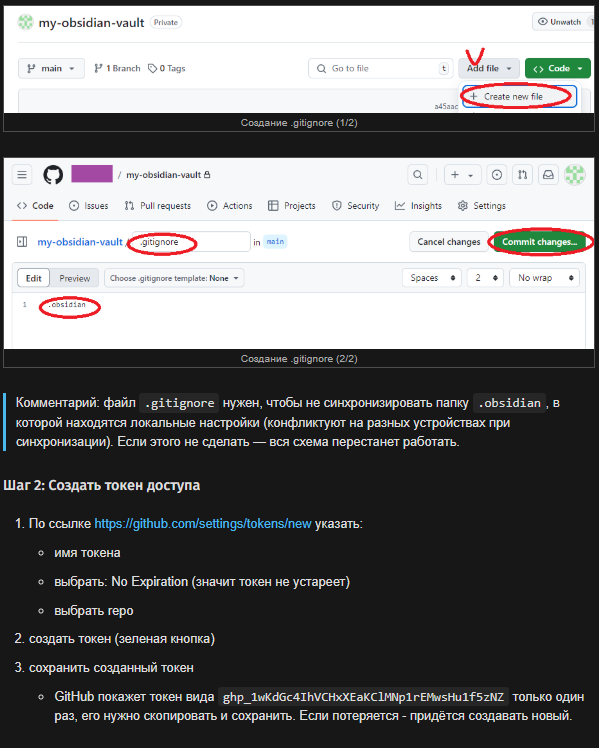 my-obsidian-vault Private Unwatch
main 1 Branch 0 Tags Go to file t Add file Code
+ Create new file
a45aac
Создание .gitignore (1/2)
/ my-obsidian-vault
Code Issues Pull requests Actions Projects Security Insights Settings
my-obsidian-vault / .gitignore in main Cancel changes Commit changes...
Edit Preview Choose .gitignore template: None Spaces 2 No wrap
1 .obsidian
Создание .gitignore (2/2)
Комментарий: файл .gitignore нужен, чтобы не синхронизировать папку .obsidian, в
которой находятся локальные настройки (конфликтуют на разных устройствах при
синхронизации). Если этого не сделать — вся схема перестанет работать.
Шаг 2: Создать токен доступа
1. По ссылке https://github.com/settings/tokens/new указать:
имя токена
выбрать: No Expiration (значит токен не устареет)
выбрать repo
2. создать токен (зеленая кнопка)
3. сохранить созданный токен
GitHub покажет токен вида ghp_1wKdGc4IhVCHxXEaKClMNp1rEMwsHu1f5zNZ только один
раз, его нужно скопировать и сохранить. Если потеряется - придётся создавать новый.